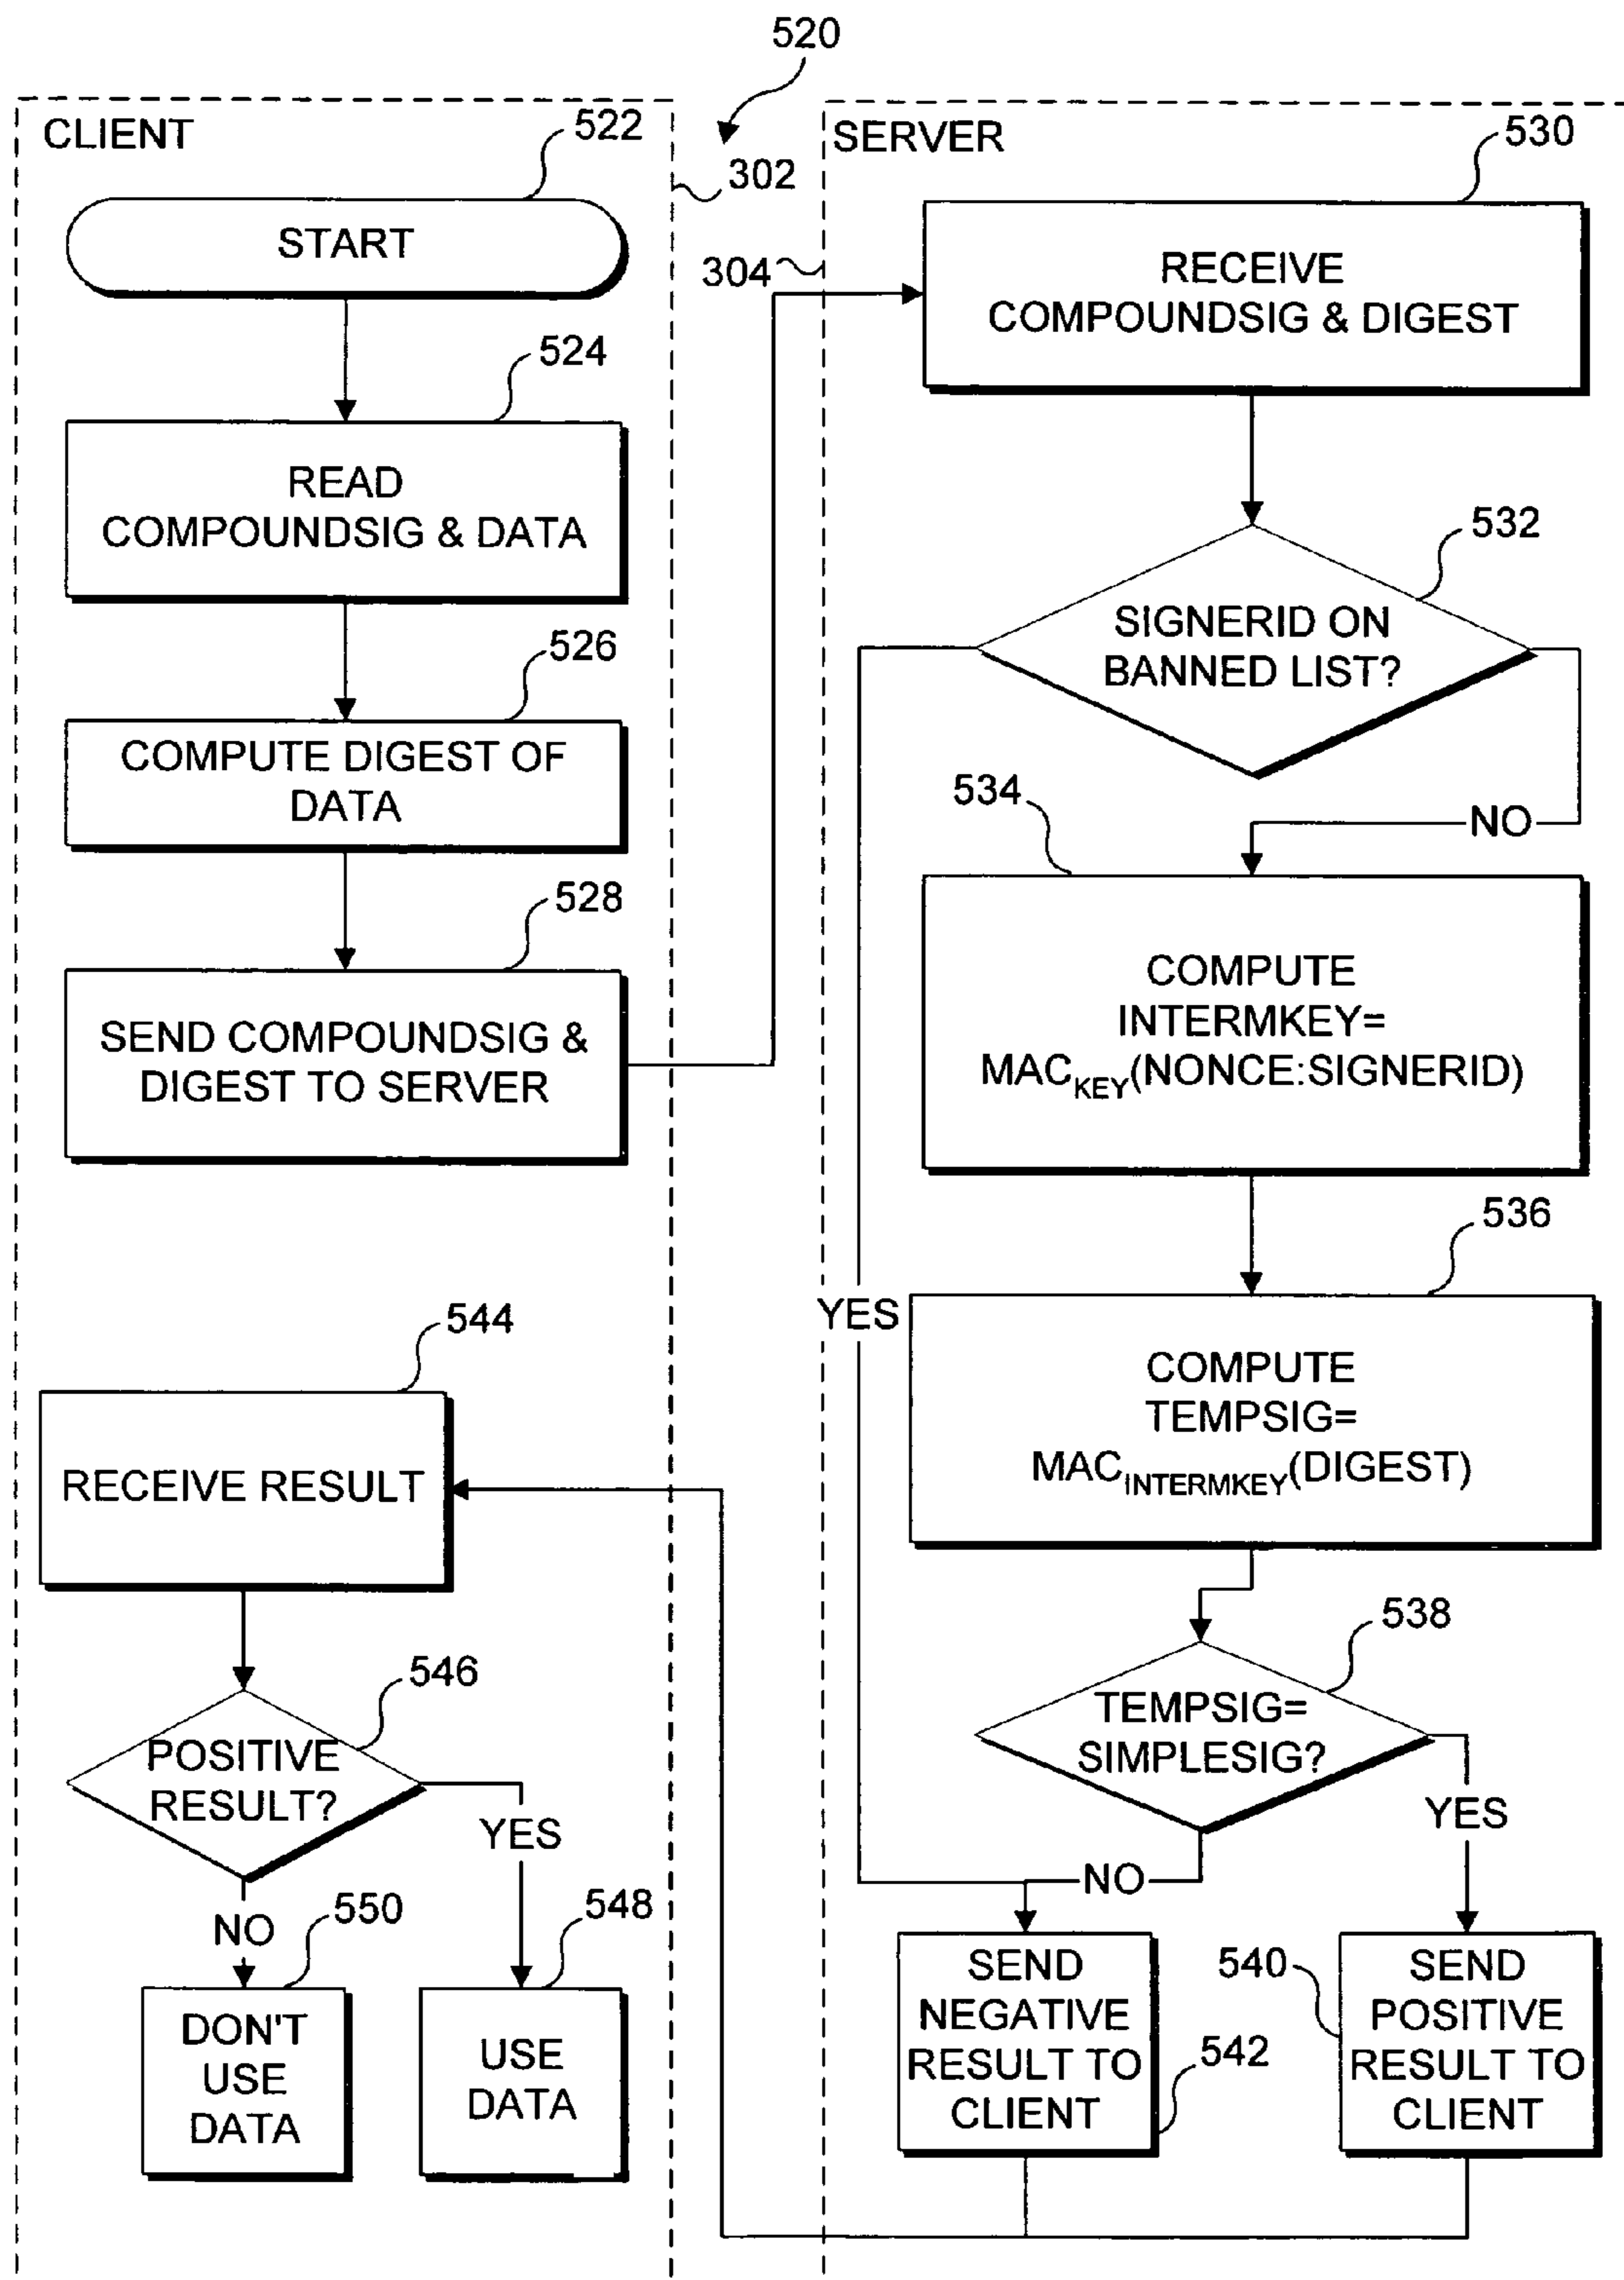 520
CLIENT
522
302
START
524
READ
COMPOUNDSIG & DATA
526
COMPUTE DIGEST OF
DATA
528
SEND COMPOUNDSIG &
DIGEST TO SERVER
544
RECEIVE RESULT
546
POSITIVE
RESULT?
YES
NO
550
548
DON'T
USE
DATA
USE
DATA
SERVER
530
304
RECEIVE
COMPOUNDSIG & DIGEST
532
SIGNERID ON
BANNED LIST?
534
NO
COMPUTE
INTERMKEY=
MAC_KEY(NONCE:SIGNERID)
536
YES
COMPUTE
TEMPSIG=
MAC_INTERMKEY(DIGEST)
538
TEMPSIG=
SIMPLESIG?
YES
NO
SEND
NEGATIVE
RESULT TO
CLIENT
542
540
SEND
POSITIVE
RESULT TO
CLIENT